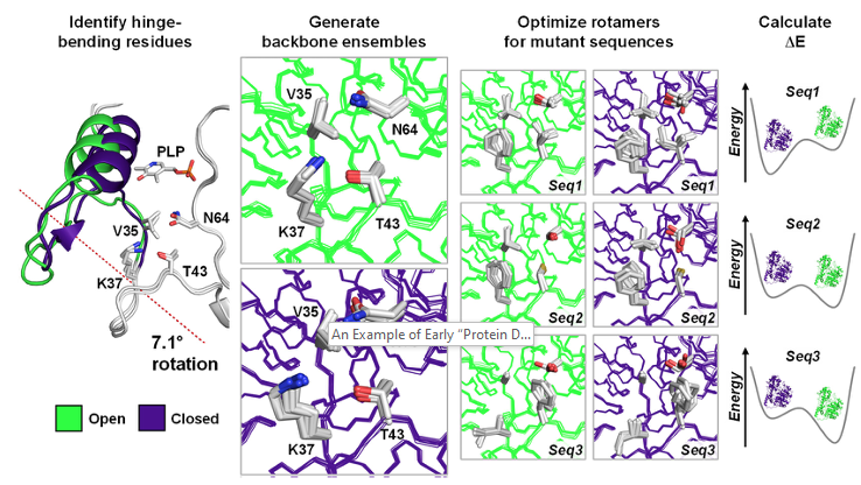 Identify hinge-
bending residues
Generate
backbone ensembles
Optimize rotamers
for mutant sequences
Calculate
ΔE
PLP
V35
N64
K37
T43
7.1°
rotation
Open
Closed
V35
N64
K37
T43
V35
An Example of Early "Protein D...
K37
T43
Seq1
Seq1
Seq2
Seq2
Seq3
Seq3
Energy
Seq1
Energy
Seq2
Energy
Seq3